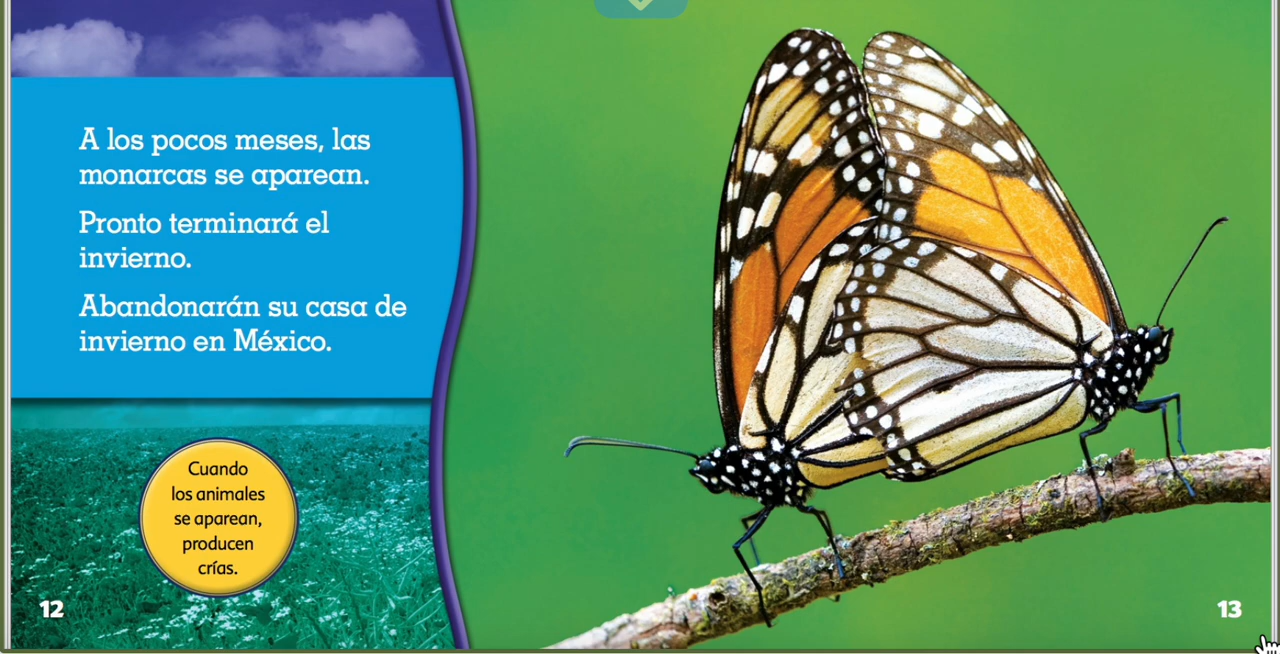 A los pocos meses, las
monarcas se aparean.
Pronto terminará el
invierno.
Abandonarán su casa de
invierno en México.
Cuando
los animales
se aparean,
producen
crías.
12
13